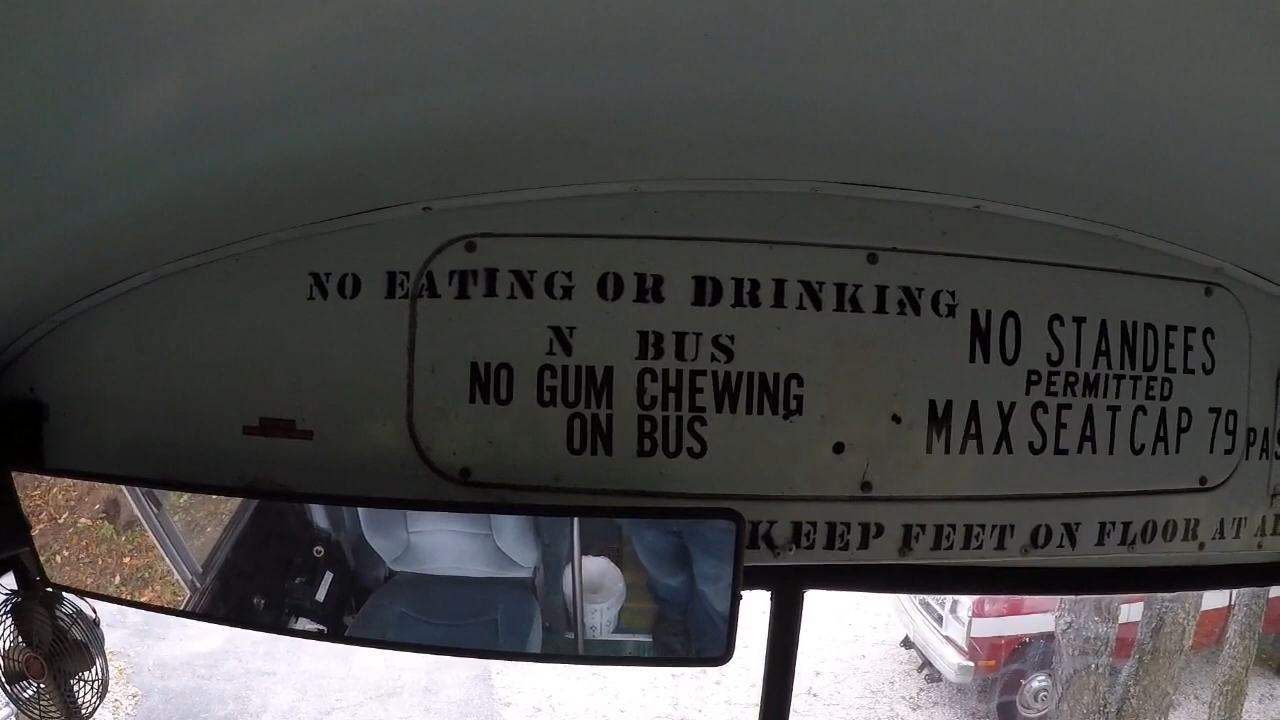 NO EATING OR DRINKING
N BUS
NO GUM CHEWING
ON BUS
NO STANDEES
PERMITTED
MAX SEAT CAP 79
KEEP FEET ON FLOOR AT